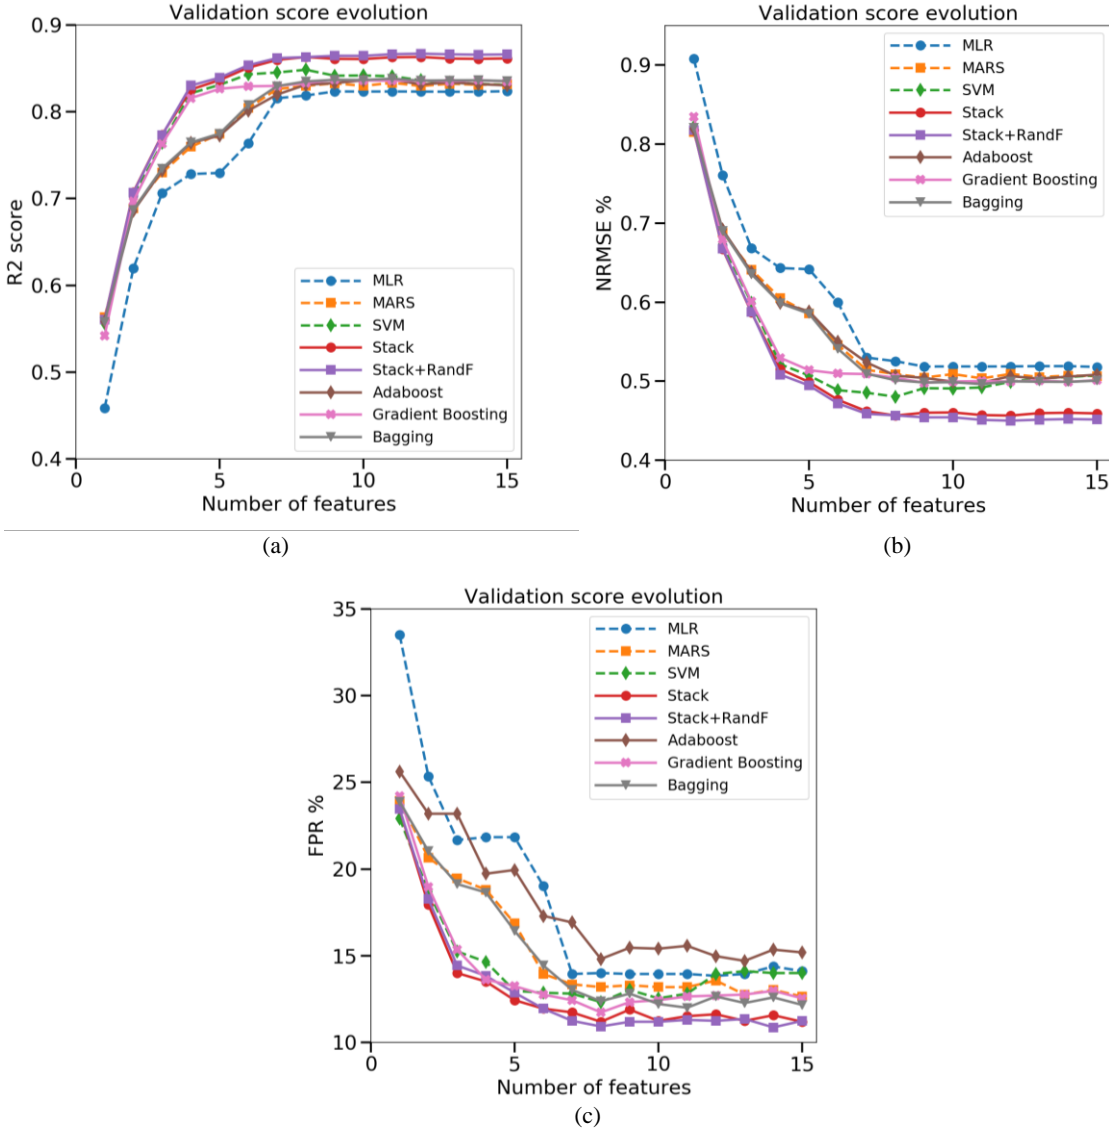 Validation score evolution
0.9
0.8
0.7
0.6
0.5
0.4
R2 score
MLR
MARS
SVM
Stack
Stack+RandF
Adaboost
Gradient Boosting
Bagging
0 5 10 15
Number of features
(a)
Validation score evolution
0.9
0.8
0.7
0.6
0.5
0.4
NRMSE %
MLR
MARS
SVM
Stack
Stack+RandF
Adaboost
Gradient Boosting
Bagging
0 5 10 15
Number of features
(b)
Validation score evolution
35
30
25
20
15
10
FPR %
MLR
MARS
SVM
Stack
Stack+RandF
Adaboost
Gradient Boosting
Bagging
0 5 10 15
Number of features
(c)